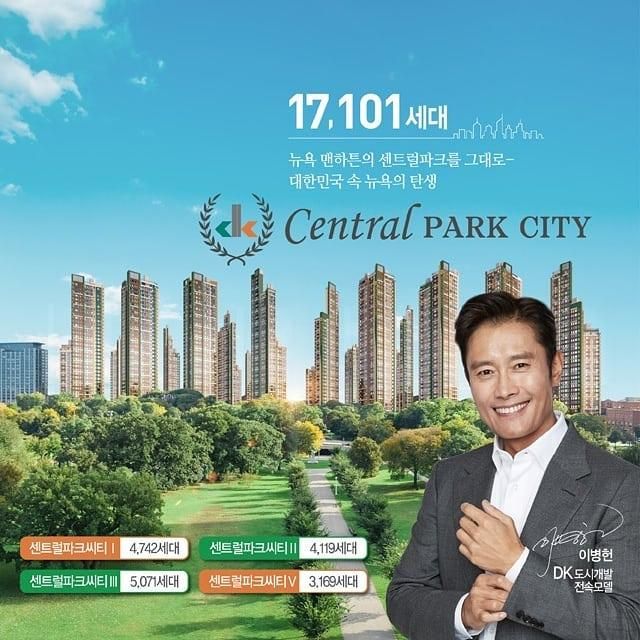 17,101세대
뉴욕 맨하튼의 센트럴파크를 그대로-
대한민국 속 뉴욕의 탄생
dk Central PARK CITY
센트럴파크씨티 I 4,742세대
센트럴파크씨티 II 4,119세대
센트럴파크씨티 III 5,071세대
센트럴파크씨티 V 3,169세대
이병헌
DK 도시개발
전속모델